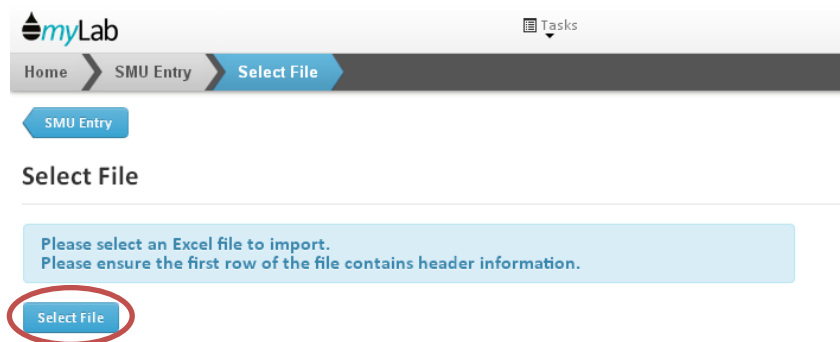 myLab
Tasks
Home SMU Entry Select File
SMU Entry
Select File
Please select an Excel file to import.
Please ensure the first row of the file contains header information.
Select File